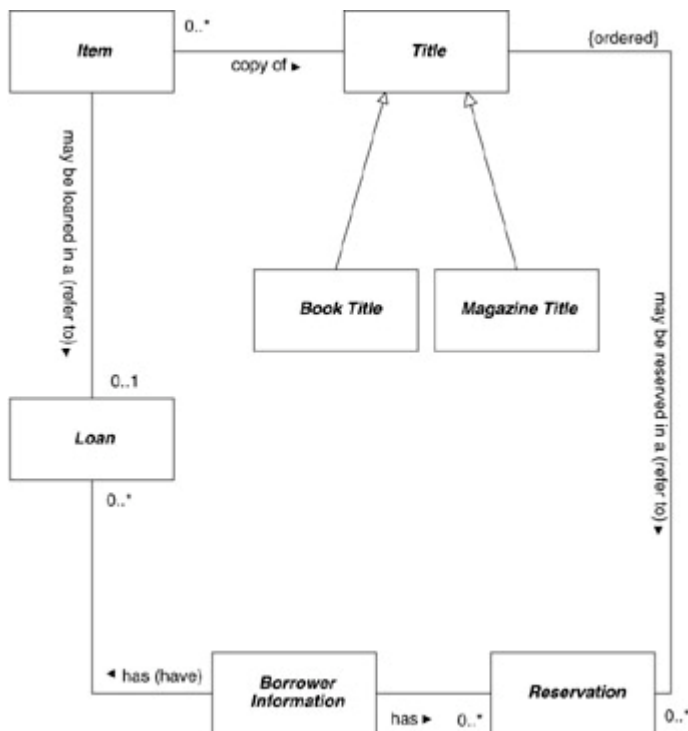 0..*
Item
Title
{ordered}
copy of ►
may be loaned in a (refer to) ►
Book Title
Magazine Title
may be reserved in a (refer to) ►
0..1
Loan
0..*
◄ has (have)
Borrower
Information
has ►
0..*
Reservation
0..*